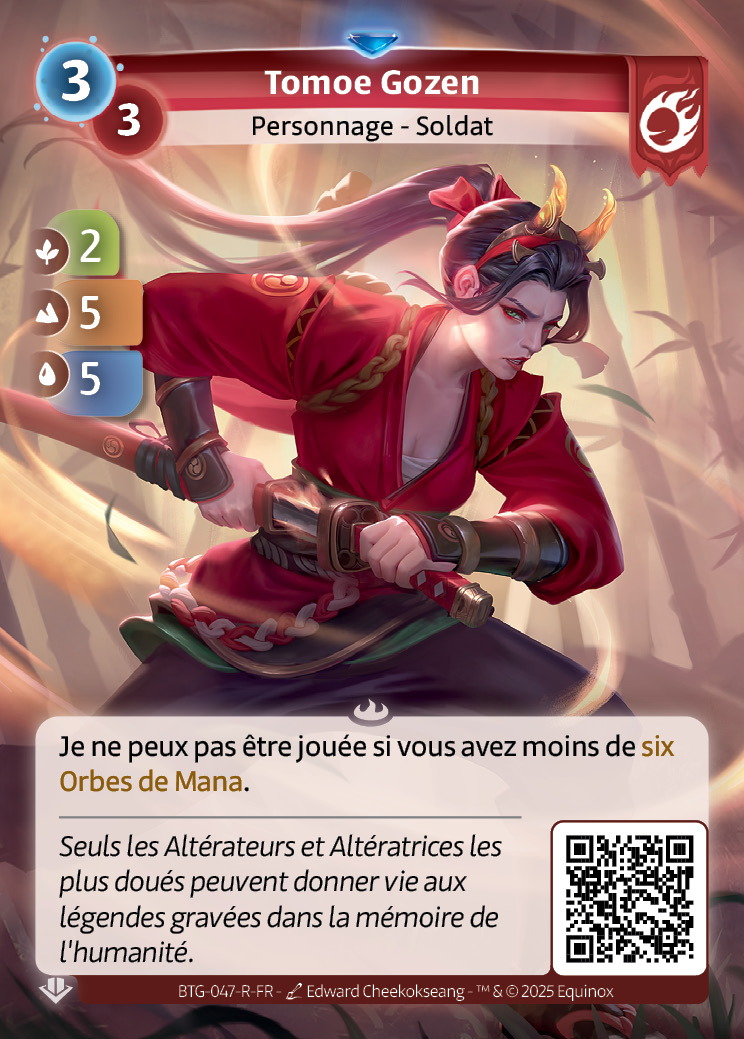 3
Tomoe Gozen
3
Personnage - Soldat
2
5
5
Je ne peux pas être jouée si vous avez moins de six
Orbes de Mana.
Seuls les Altérateurs et Altératrices les
plus doués peuvent donner vie aux
légendes gravées dans la mémoire de
l'humanité.
BTG-047-R-FR - Edward Cheekokseang - ™ & © 2025 Equinox